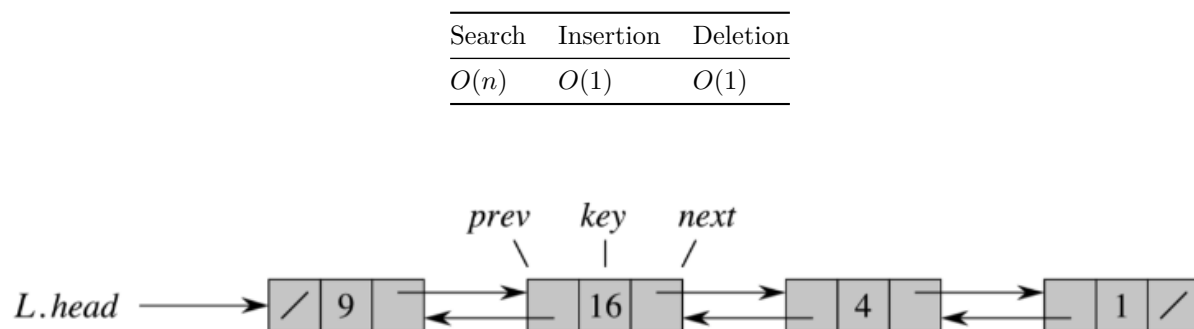 Search Insertion Deletion
O(n) O(1) O(1)
prev key next
L.head / 9 16 4 1 /